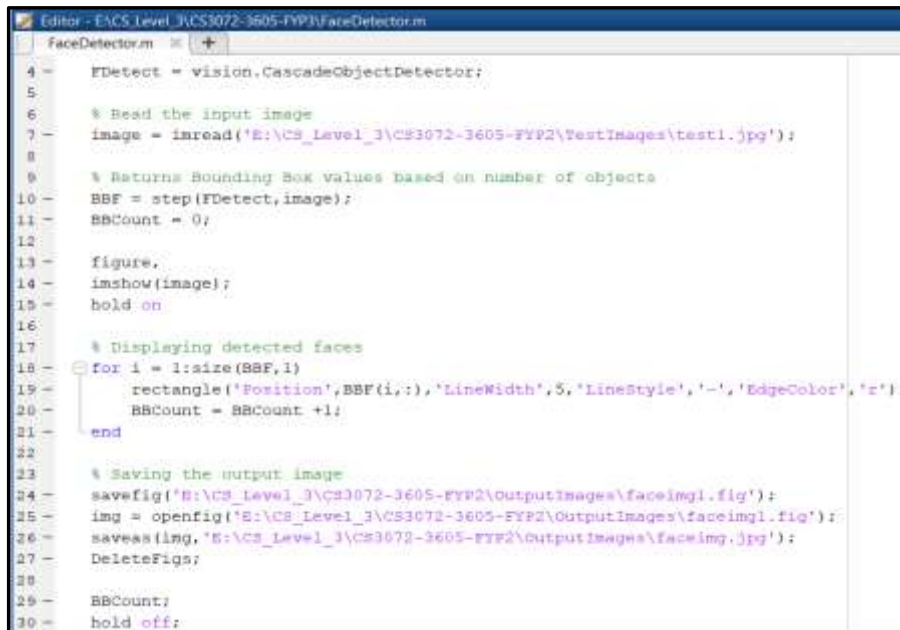 Editor - E:\CS_Level_3\CS3072-3605-FYP3\FaceDetector.m
FaceDetector.m × +
4 - FDetect = vision.CascadeObjectDetector;
5
6 % Read the input image
7 - image = imread('E:\CS_Level_3\CS3072-3605-FYP2\TestImages\test1.jpg');
8
9 % Returns Bounding Box values based on number of objects
10 - BBF = step(FDetect,image);
11 - BBCount = 0;
12
13 - figure,
14 - imshow(image);
15 - hold on
16
17 % Displaying detected faces
18 - for i = 1:size(BBF,1)
19 - rectangle('Position',BBF(i,:),'LineWidth',5,'LineStyle','-','EdgeColor','r')
20 - BBCount = BBCount +1;
21 - end
22
23 % Saving the output image
24 - savefig('E:\CS_Level_3\CS3072-3605-FYP2\OutputImages\faceimg1.fig');
25 - img = openfig('E:\CS_Level_3\CS3072-3605-FYP2\OutputImages\faceimg1.fig');
26 - saveas(img,'E:\CS_Level_3\CS3072-3605-FYP2\OutputImages\faceimg.jpg');
27 - DeleteFigs;
28
29 - BBCount;
30 - hold off;